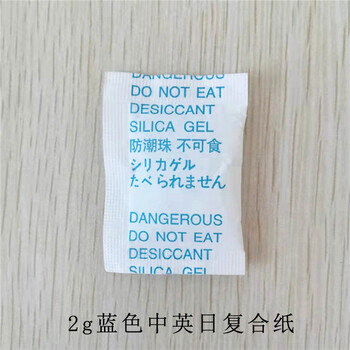 DANGEROUS
DO NOT EAT
DESICCANT
SILICA GEL
防潮珠 不可食
シリカゲル
たべられません
DANGEROUS
DO NOT EAT
DESICCANT
SILICA GEL
2g蓝色中英日复合纸